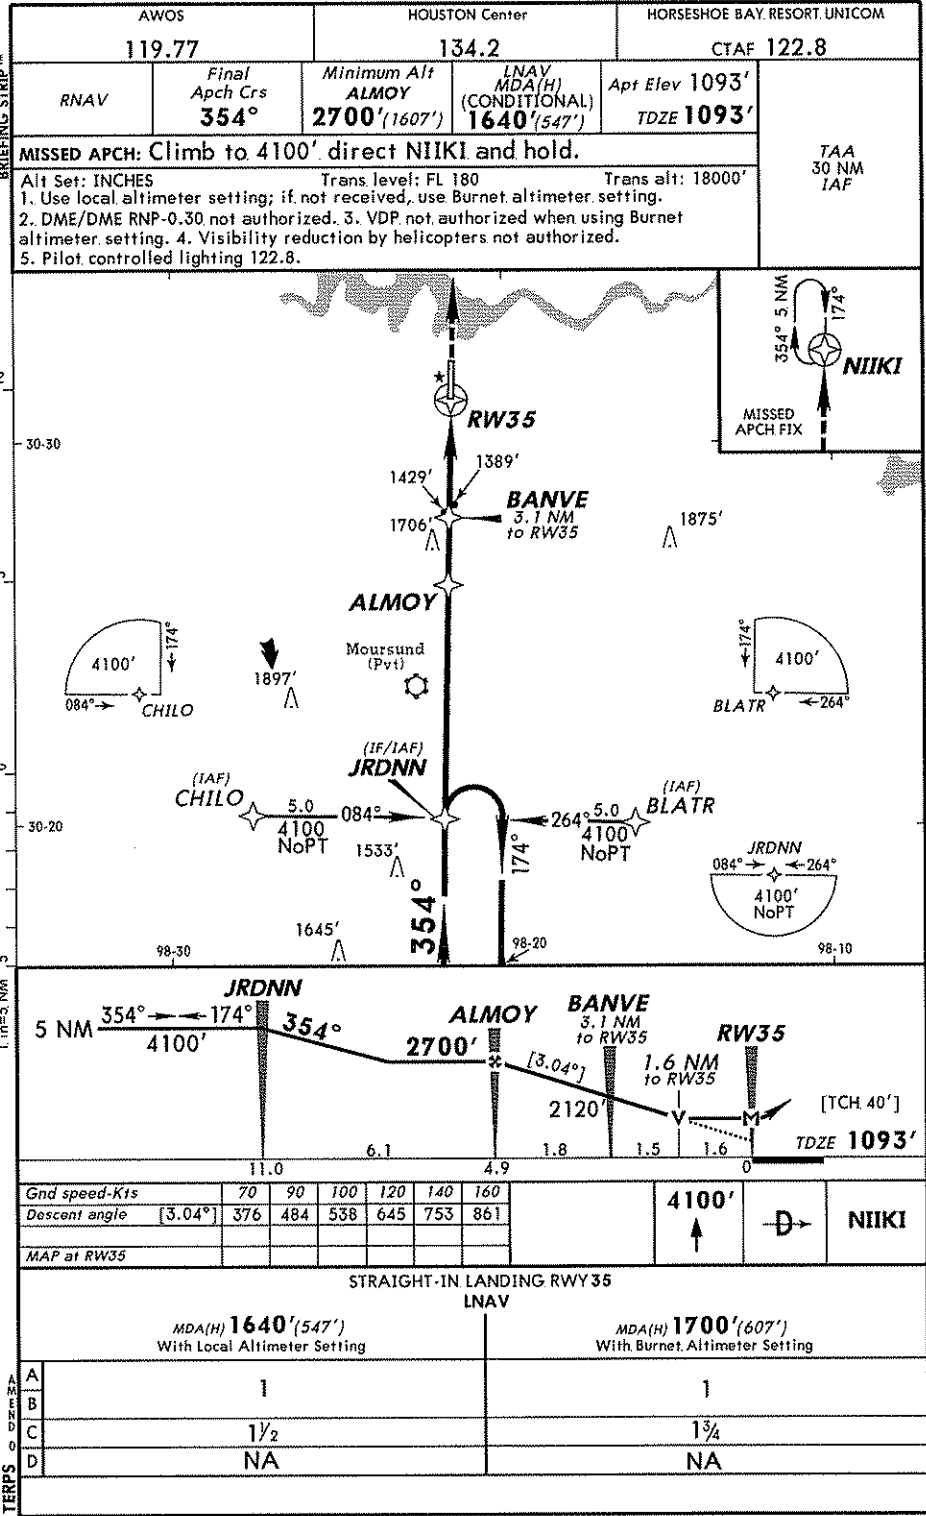 AWOS
119.77
HOUSTON Center
134.2
HORSESHOE BAY RESORT UNICOM
CTAF 122.8
BRIEFING STRIP™
RNAV
Final
Apch Crs
354°
Minimum Alt
ALMOY
2700'(1607')
LNAV
MDA(H)
(CONDITIONAL)
1640'(547')
Apt Elev 1093'
TDZE 1093'
MISSED APCH: Climb to 4100' direct NIIKI and hold.
TAA
30 NM
IAF
Alt Set: INCHES Trans level: FL 180 Trans alt: 18000'
1. Use local altimeter setting; if not received, use Burnet altimeter setting.
2. DME/DME RNP-0.30 not authorized. 3. VDP not authorized when using Burnet
altimeter setting. 4. Visibility reduction by helicopters not authorized.
5. Pilot controlled lighting 122.8.
354° 5 NM
174°
NIIKI
MISSED
APCH FIX
RW35
30-30
1389'
1429'
BANVE
3.1 NM
to RW35
1706'
1875'
ALMOY
Moursund
(Pvt)
174°
4100'
084°
CHILO
1897'
174°
4100'
BLATR
264°
(IF/IAF)
JRDNN
(IAF)
CHILO
5.0 084°
4100
NoPT
(IAF)
BLATR
264° 5.0
4100
NoPT
30-20
1533'
174°
354°
JRDNN
084° 264°
4100'
NoPT
1645'
98-30
98-20
98-10
1 in=5 NM
JRDNN
ALMOY
BANVE
3.1 NM
to RW35
RW35
5 NM 354° 174°
4100'
354°
2700'
[3.04°]
2120'
1.6 NM
to RW35
V
M
[TCH 40']
TDZE 1093'
6.1 1.8 1.5 1.6
11.0 4.9 0
Gnd speed-Kts 70 90 100 120 140 160
Descent angle [3.04°] 376 484 538 645 753 861
MAP at RW35
4100'
D
NIIKI
STRAIGHT-IN LANDING RWY 35
LNAV
MDA(H) 1640'(547')
With Local Altimeter Setting
MDA(H) 1700'(607')
With Burnet Altimeter Setting
A
B
1 1
C 1½ 1¾
D NA NA
TERPS AMEND 0